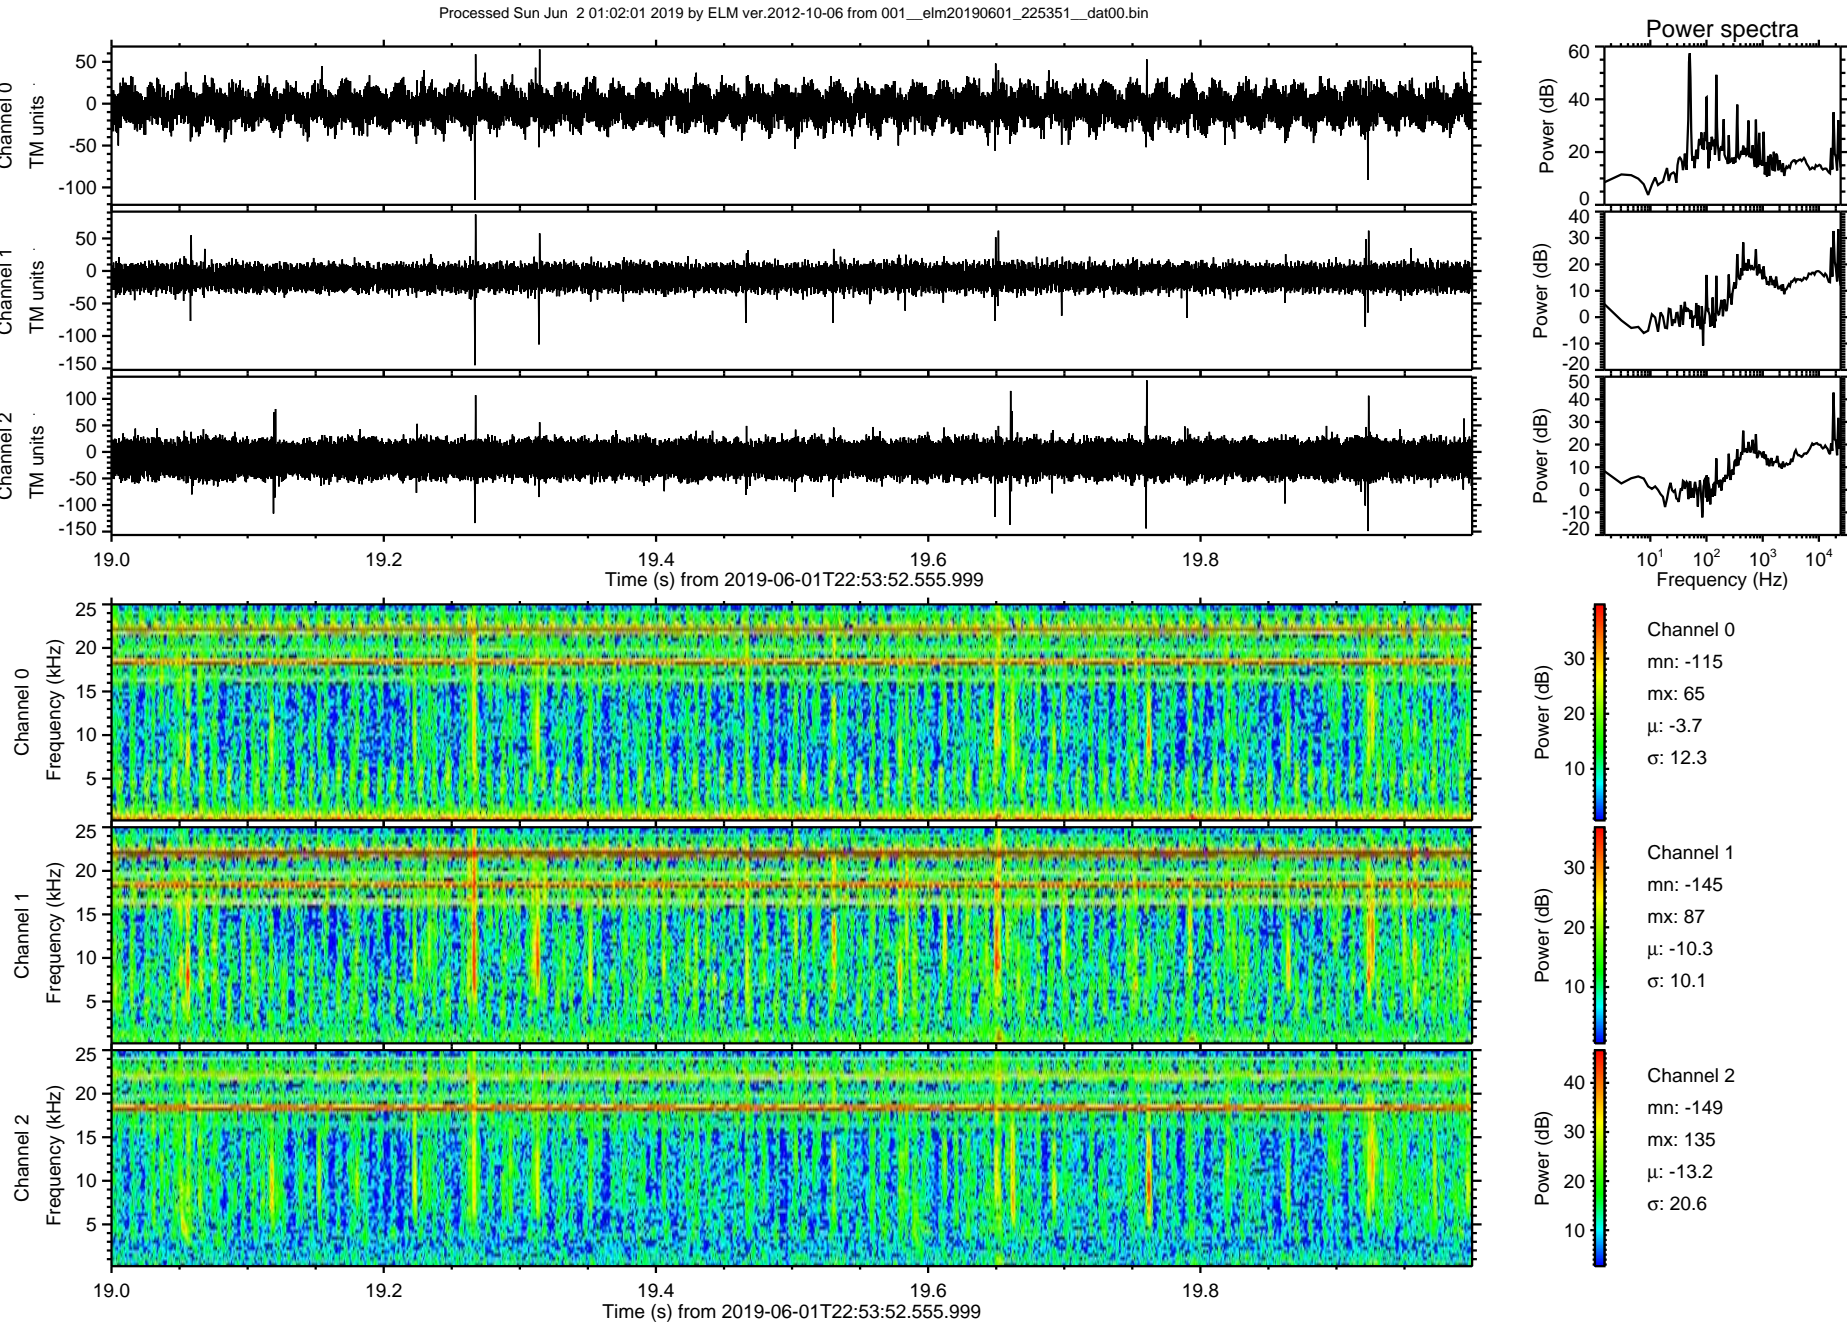 Processed Sun Jun  2 01:02:01 2019 by ELM ver.2012-10-06 from 001__elm20190601_225351__dat00.bin
Power spectra
Channel 0
TM units
50
0
-50
-100
Power (dB)
60
40
20
0
Channel 1
TM units
50
0
-50
-100
-150
Power (dB)
40
30
20
10
0
-10
-20
Channel 2
TM units
100
50
0
-50
-100
-150
Power (dB)
50
40
30
20
10
0
-10
-20
19.0 19.2 19.4 19.6 19.8
Time (s) from 2019-06-01T22:53:52.555.999
10¹ 10² 10³ 10⁴
Frequency (Hz)
Channel 0
Frequency (kHz)
25
20
15
10
5
Power (dB)
30
20
10
Channel 0
mn: -115
mx: 65
μ: -3.7
σ: 12.3
Channel 1
Frequency (kHz)
25
20
15
10
5
Power (dB)
30
20
10
Channel 1
mn: -145
mx: 87
μ: -10.3
σ: 10.1
Channel 2
Frequency (kHz)
25
20
15
10
5
Power (dB)
40
30
20
10
Channel 2
mn: -149
mx: 135
μ: -13.2
σ: 20.6
19.0 19.2 19.4 19.6 19.8
Time (s) from 2019-06-01T22:53:52.555.999